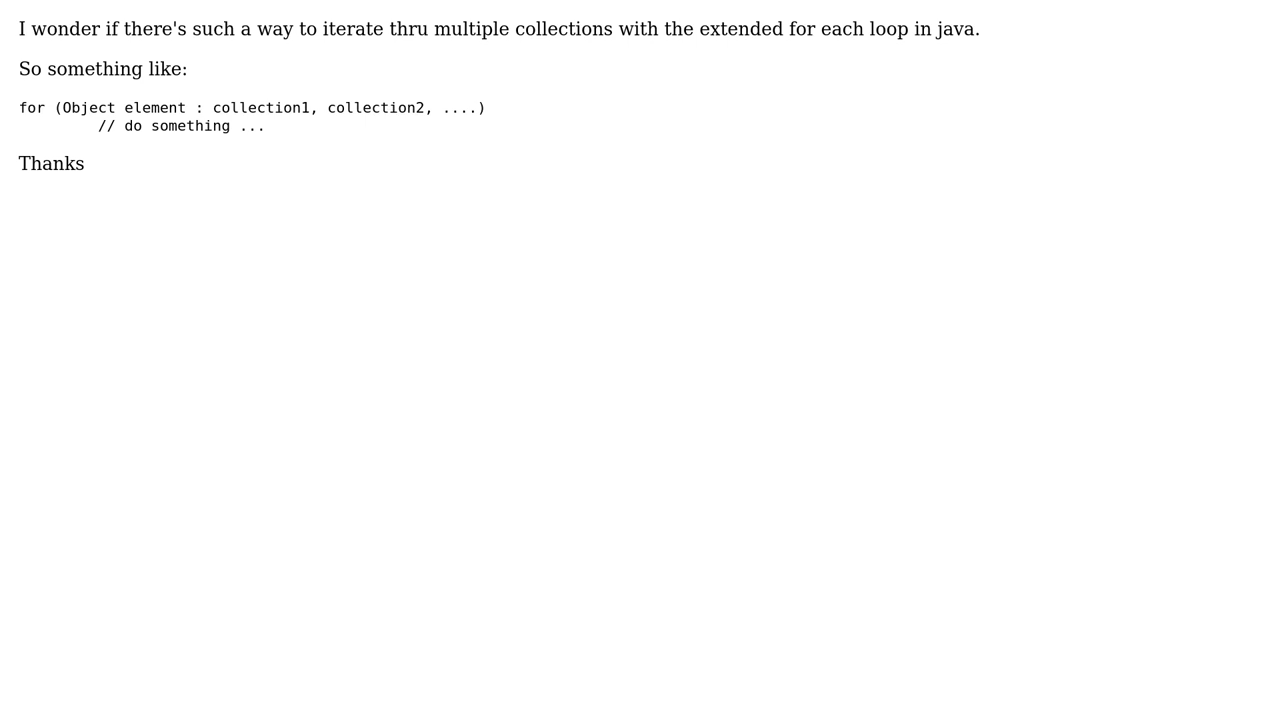 I wonder if there's such a way to iterate thru multiple collections with the extended for each loop in java.
So something like:
for (Object element : collection1, collection2, ....)
         // do something ...
Thanks